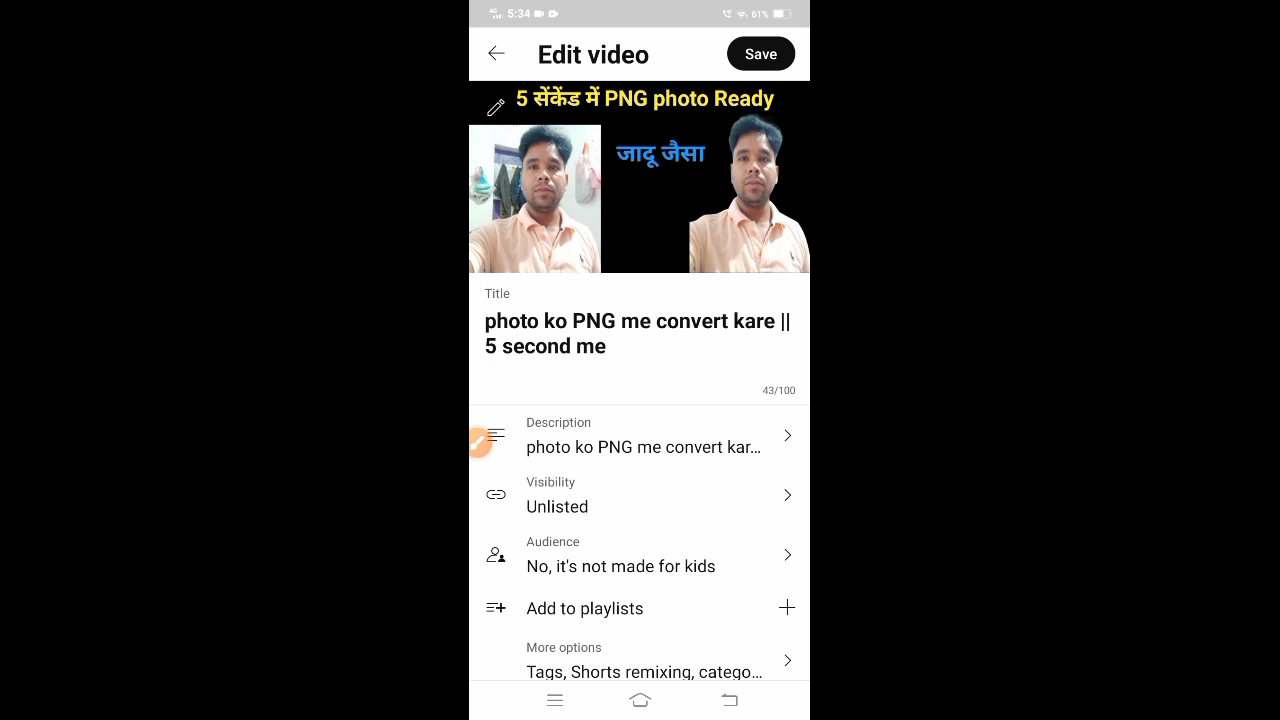 4G 5:34 61%
Edit video
Save
5 सेंकेंड में PNG photo Ready
जादू जैसा
Title
photo ko PNG me convert kare ||
5 second me
43/100
Description
photo ko PNG me convert kar...
Visibility
Unlisted
Audience
No, it's not made for kids
Add to playlists
More options
Tags, Shorts remixing, catego...